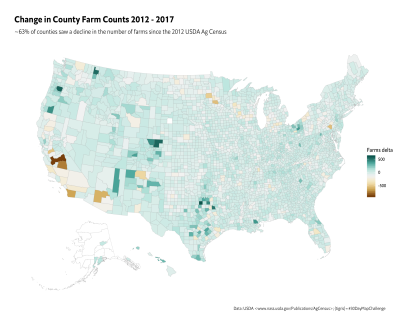 Change in County Farm Counts 2012 - 2017
~63% of counties saw a decline in the number of farms since the 2012 USDA Ag Census
Farms delta
500
0
-500
Data: USDA <www.nass.usda.gov/Publications/AgCensus>; #30DayMapChallenge